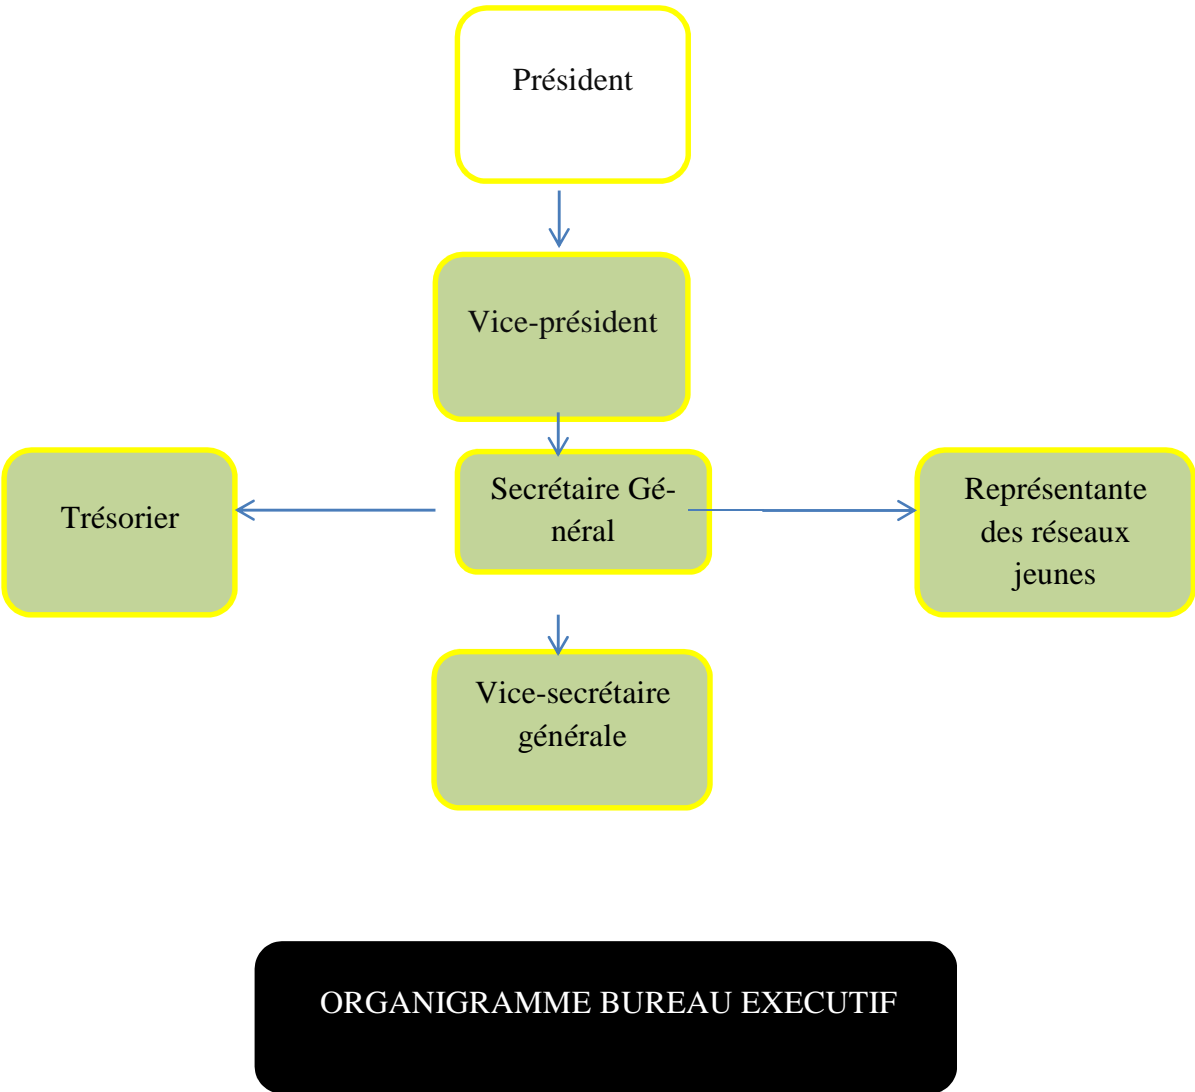 Président
Vice-président
Secrétaire Gé-
néral
Trésorier
Représentante
des réseaux
jeunes
Vice-secrétaire
générale
ORGANIGRAMME BUREAU EXECUTIF